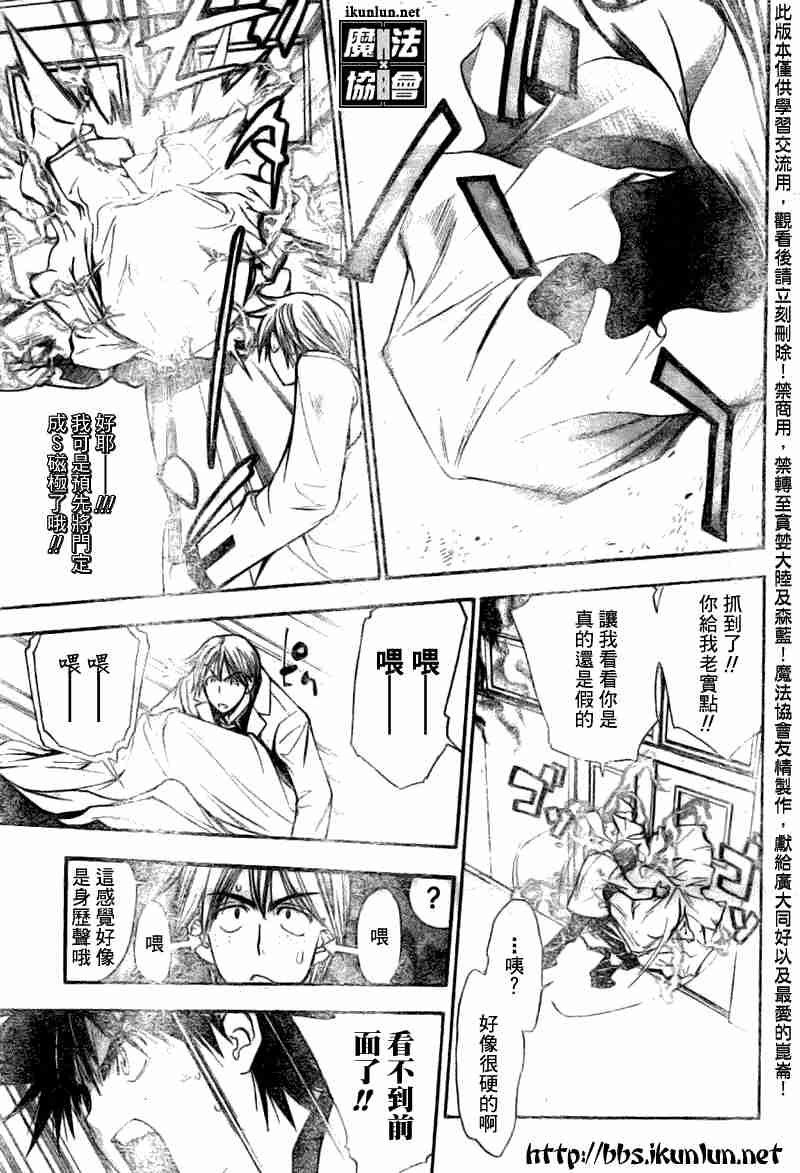 ikunlun.net
魔法
協會
此版本僅供學習交流用，觀看後請立刻刪除！禁商用，禁轉至貪婪大陸及森藍！魔法協會友情製作，獻給廣大同好以及最愛的崑崙！
好耶——!!!
我可是預先將門定
成S磁極了哦!!
抓到了!!
你給我老實點!!
讓我看看你是
真的還是假的
ゴゴ
ゴゴ
…咦？
好像很硬的啊
喂——喂——
喂——喂——
？
喂
喂
這感覺好像
是身歷聲哦
看不到前
面了!!
http://bbs.ikunlun.net